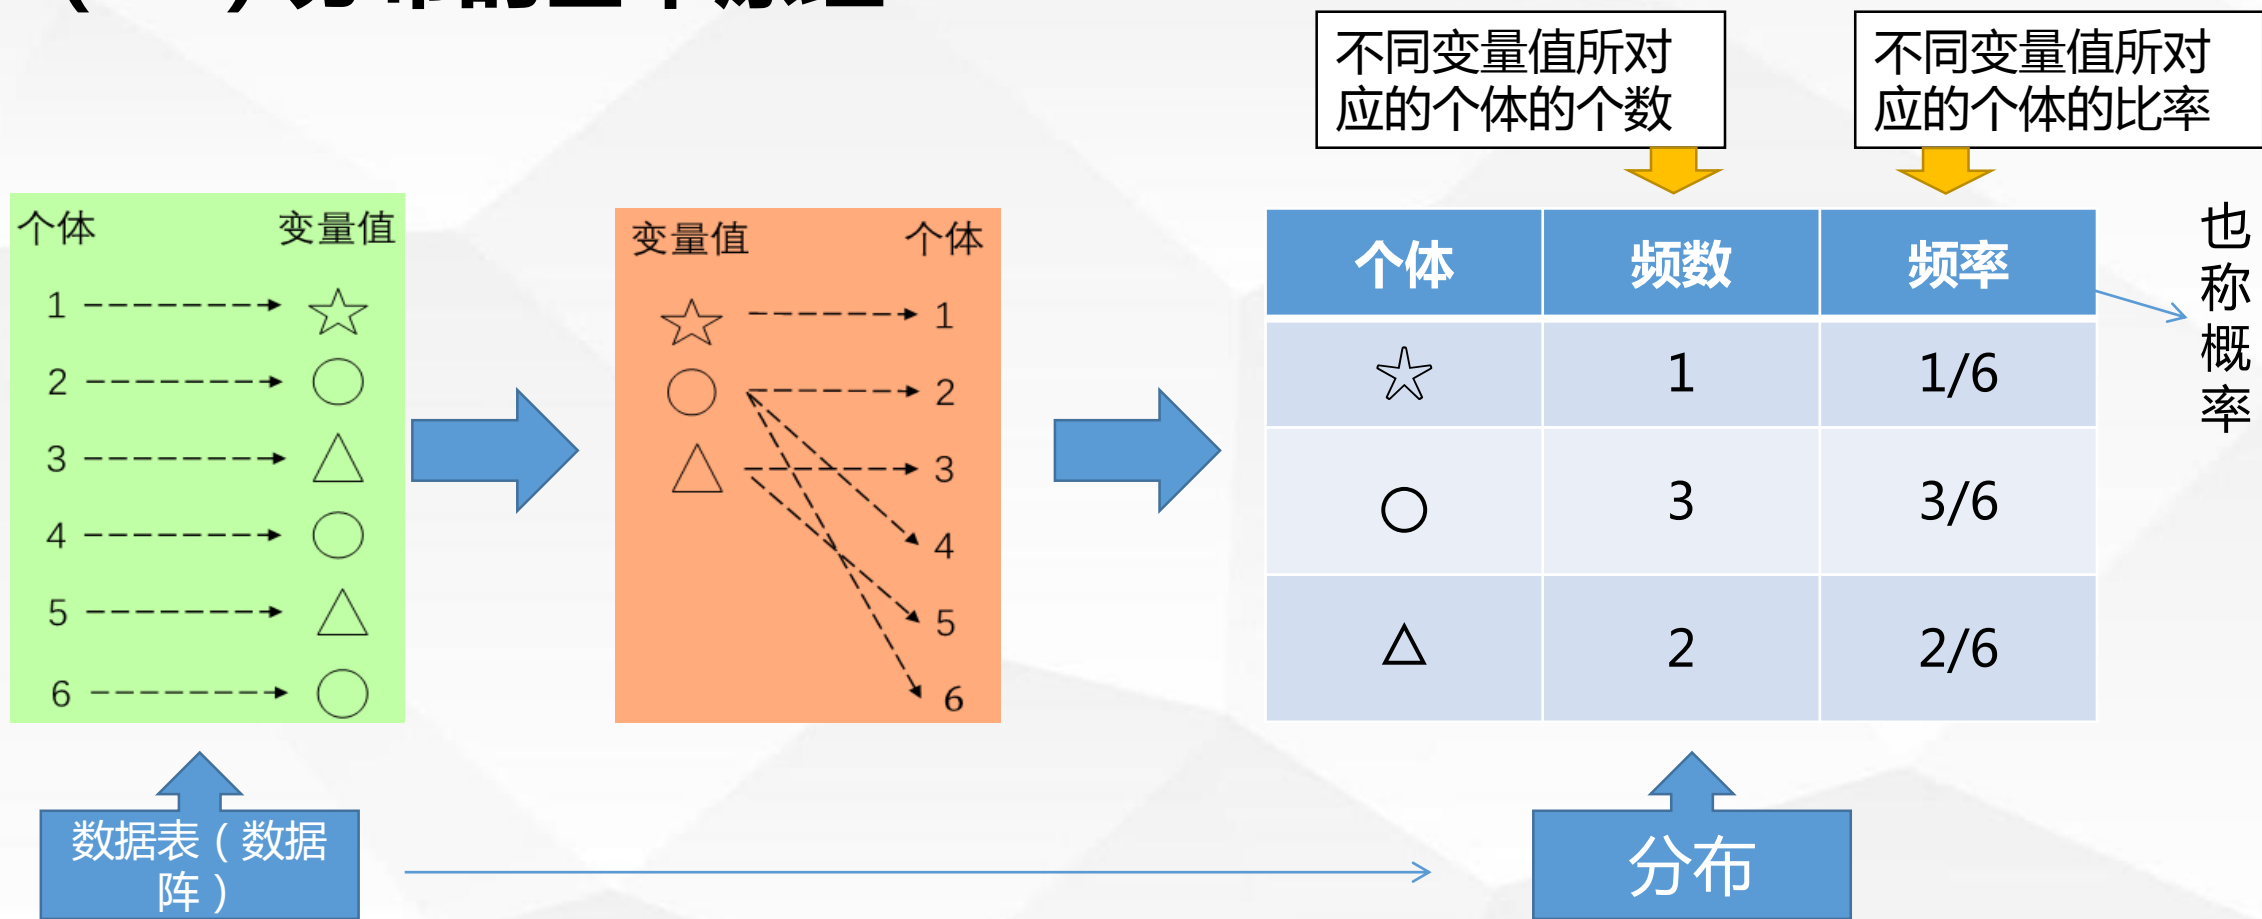 分布的
不同变量值所对
应的个体的个数
不同变量值所对
应的个体的比率
个体 变量值
1
2
3
4
5
6
变量值 个体
1
2
3
4
5
6
个体 频数 频率
1 1/6
3 3/6
2 2/6
也称概率
数据表（数据
阵）
分布